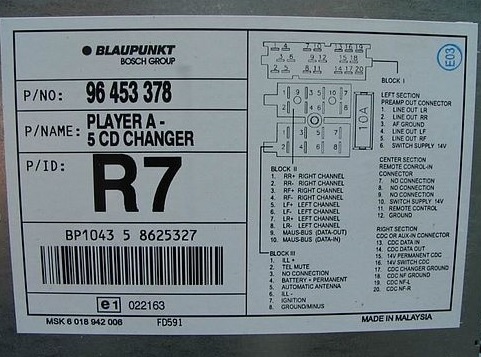 BLAUPUNKT
BOSCH GROUP
P/NO: 96 453 378
P/NAME: PLAYER A -
5 CD CHANGER
P/ID: R7
BP1043 5 8625327
e1 022163
MSK 6 018 942 006 FD591
E03
10A
BLOCK I
LEFT SECTION
PREAMP OUT CONNECTOR
1. LINE OUT LR
2. LINE OUT RR
3. AF GROUND
4. LINE OUT LF
5. LINE OUT RF
6. SWITCH SUPPLY 14V
CENTER SECTION
REMOTE CONROL-IN
CONNECTOR
7. NO CONNECTION
8. NO CONNECTION
9. NO CONNECTION
10. SWITCH SUPPLY 14V
11. REMOTE CONTROL
12. GROUND
RIGHT SECTION
CDC OR AUX-IN CONNECTOR
13. CDC DATA IN
14. CDC DATA OUT
15. 14V PERMANENT CDC
16. 14V SWITCH CDC
17. CDC CHANGER GROUND
18. CDC NF GROUND
19. CDC NF-L
20. CDC NF-R
BLOCK II
1. RR+ RIGHT CHANNEL
2. RR- RIGHT CHANNEL
3. RF+ RIGHT CHANNEL
4. RF- RIGHT CHANNEL
5. LF+ LEFT CHANNEL
6. LF- LEFT CHANNEL
7. LR+ LEFT CHANNEL
8. LR- LEFT CHANNEL
9. MAUS-BUS (DATA-OUT)
10. MAUS-BUS (DATA-IN)
BLOCK III
1. ILL +
2. TEL MUTE
3. NO CONNECTION
4. BATTERY + PERMANENT
5. AUTOMATIC ANTENNA
6. ILL -
7. IGNITION
8. GROUND/MINUS
MADE IN MALAYSIA